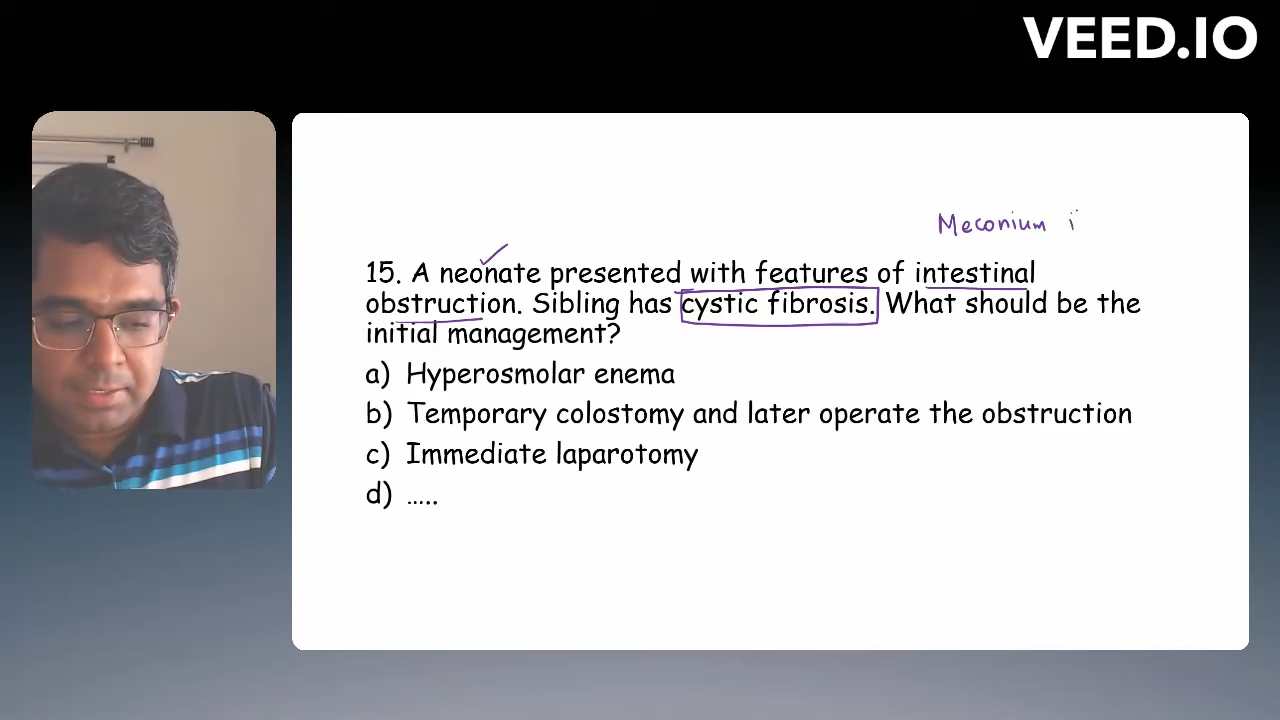 VEED.IO
Meconium i
15. A neonate presented with features of intestinal
obstruction. Sibling has cystic fibrosis. What should be the
initial management?
a) Hyperosmolar enema
b) Temporary colostomy and later operate the obstruction
c) Immediate laparotomy
d) .....